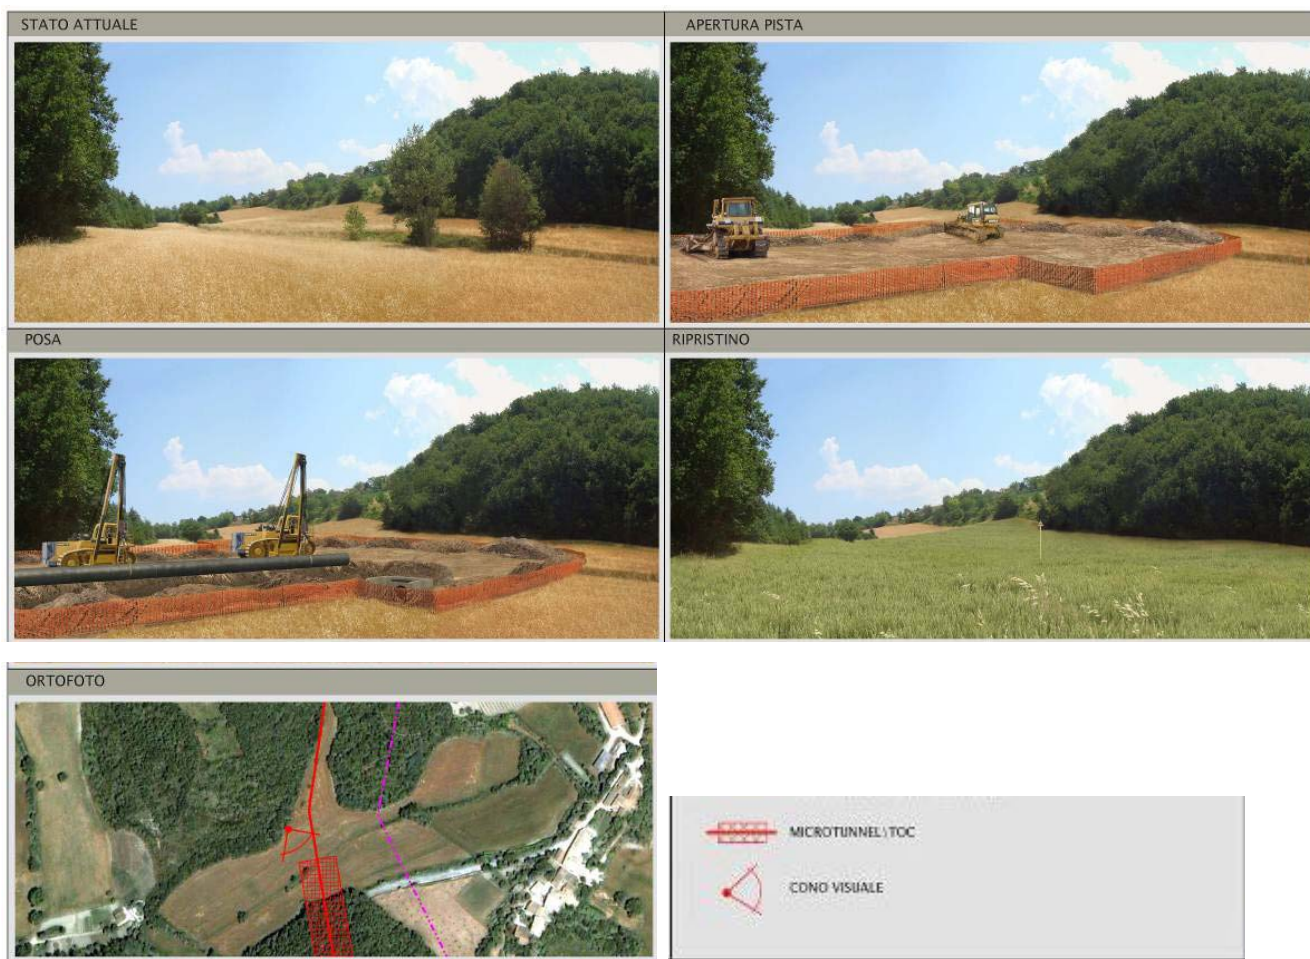 STATO ATTUALE
APERTURA PISTA
POSA
RIPRISTINO
ORTOFOTO
MICROTUNNEL\TOC
CONO VISUALE